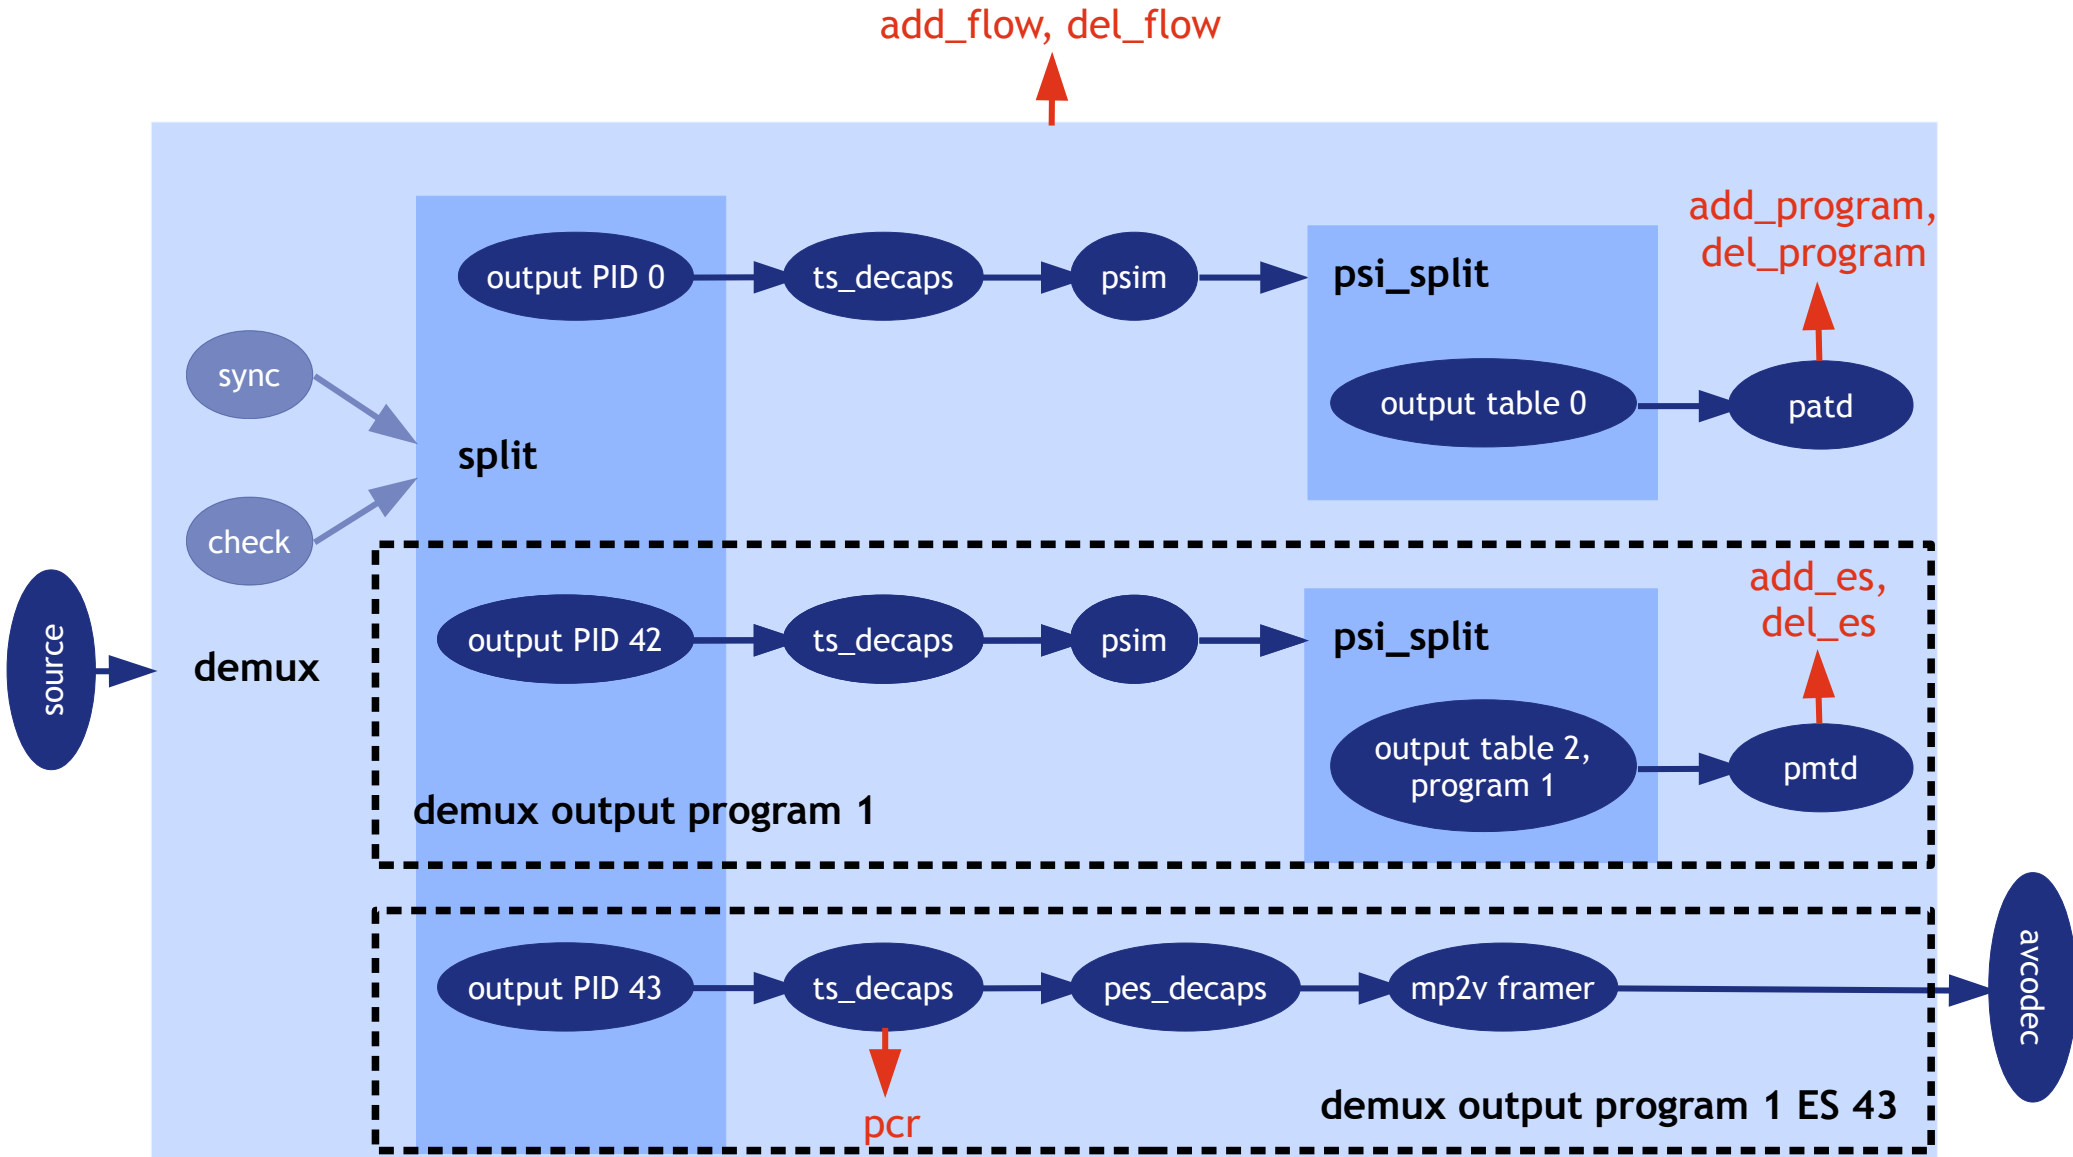 add_flow, del_flow
add_program,
del_program
output PID 0
ts_decaps
psim
psi_split
sync
output table 0
patd
split
check
add_es,
del_es
source
demux
output PID 42
ts_decaps
psim
psi_split
output table 2,
program 1
pmtd
demux output program 1
output PID 43
ts_decaps
pes_decaps
mp2v framer
avcodec
demux output program 1 ES 43
pcr